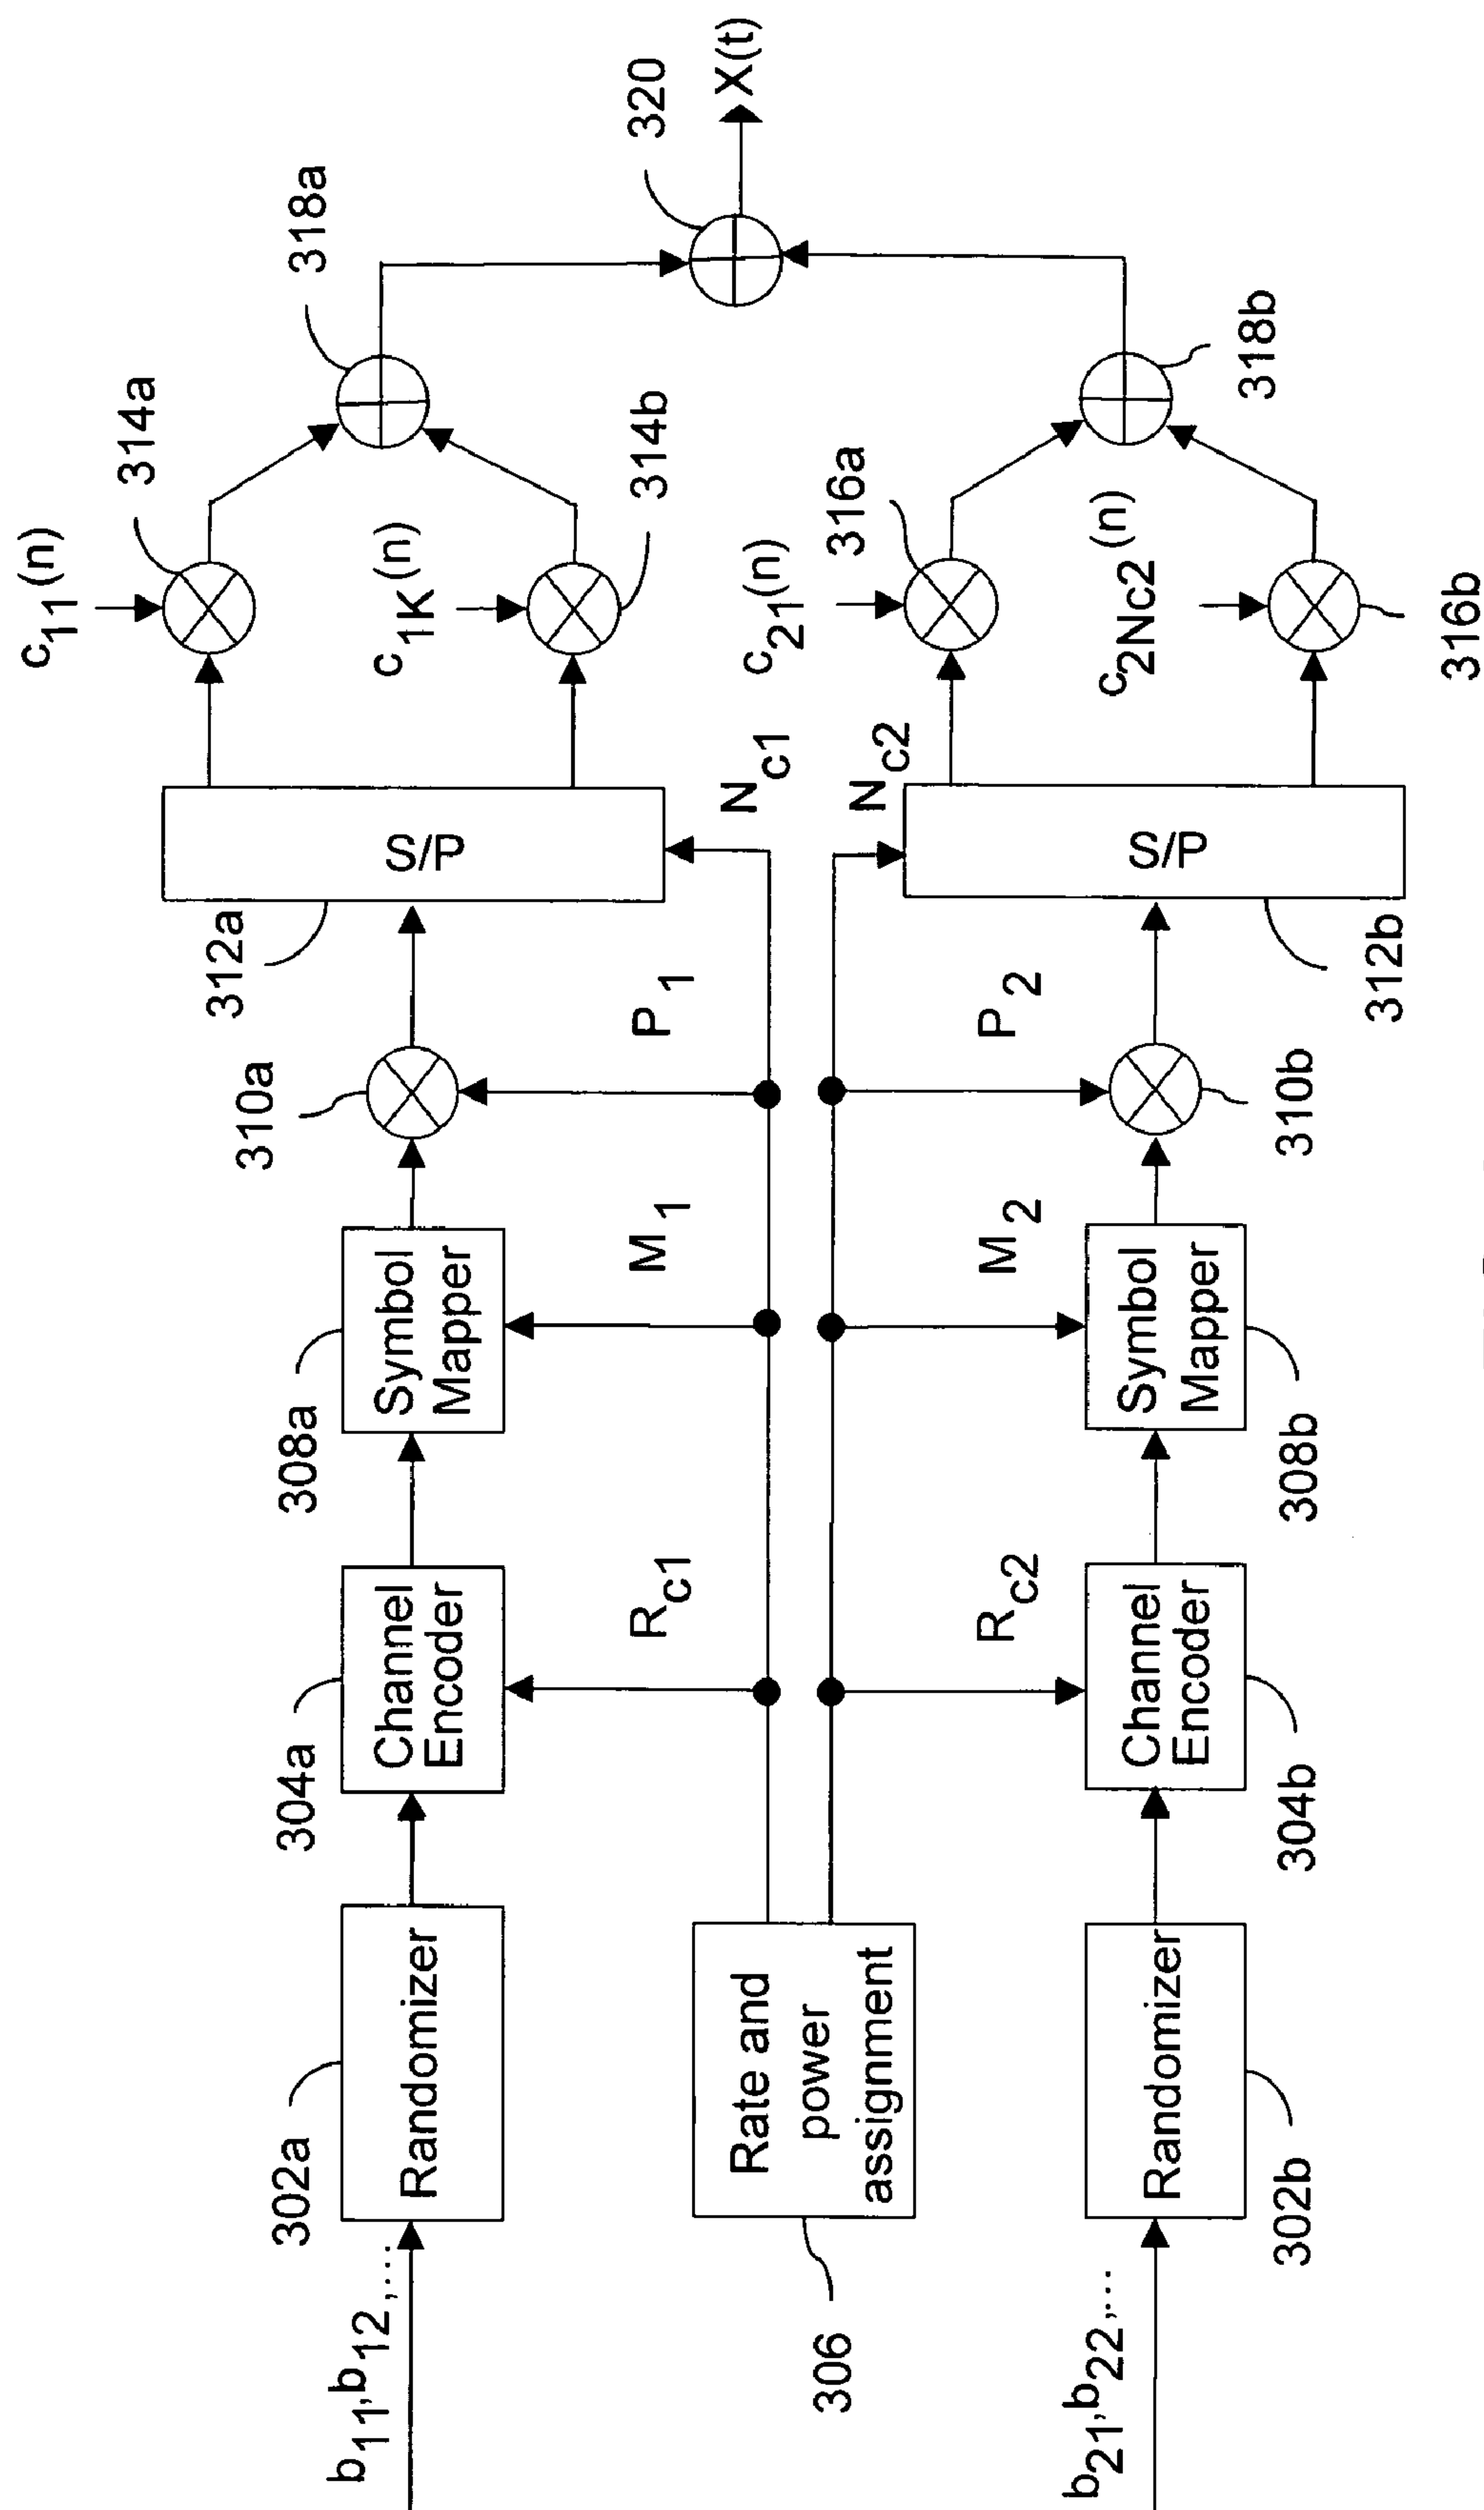 b11,b12,...
302a
Randomizer
304a
Channel
Encoder
308a
Symbol
Mapper
310a
312a
S/P
c11(n)
314a
c1K(n)
314b
318a
Rc1
M1
P1
Nc1
306
Rate and
power
assignment
320
X(t)
Rc2
M2
P2
Nc2
b21,b22,...
302b
Randomizer
304b
Channel
Encoder
308b
Symbol
Mapper
310b
312b
S/P
c21(n)
316a
c2Nc2(n)
316b
318b